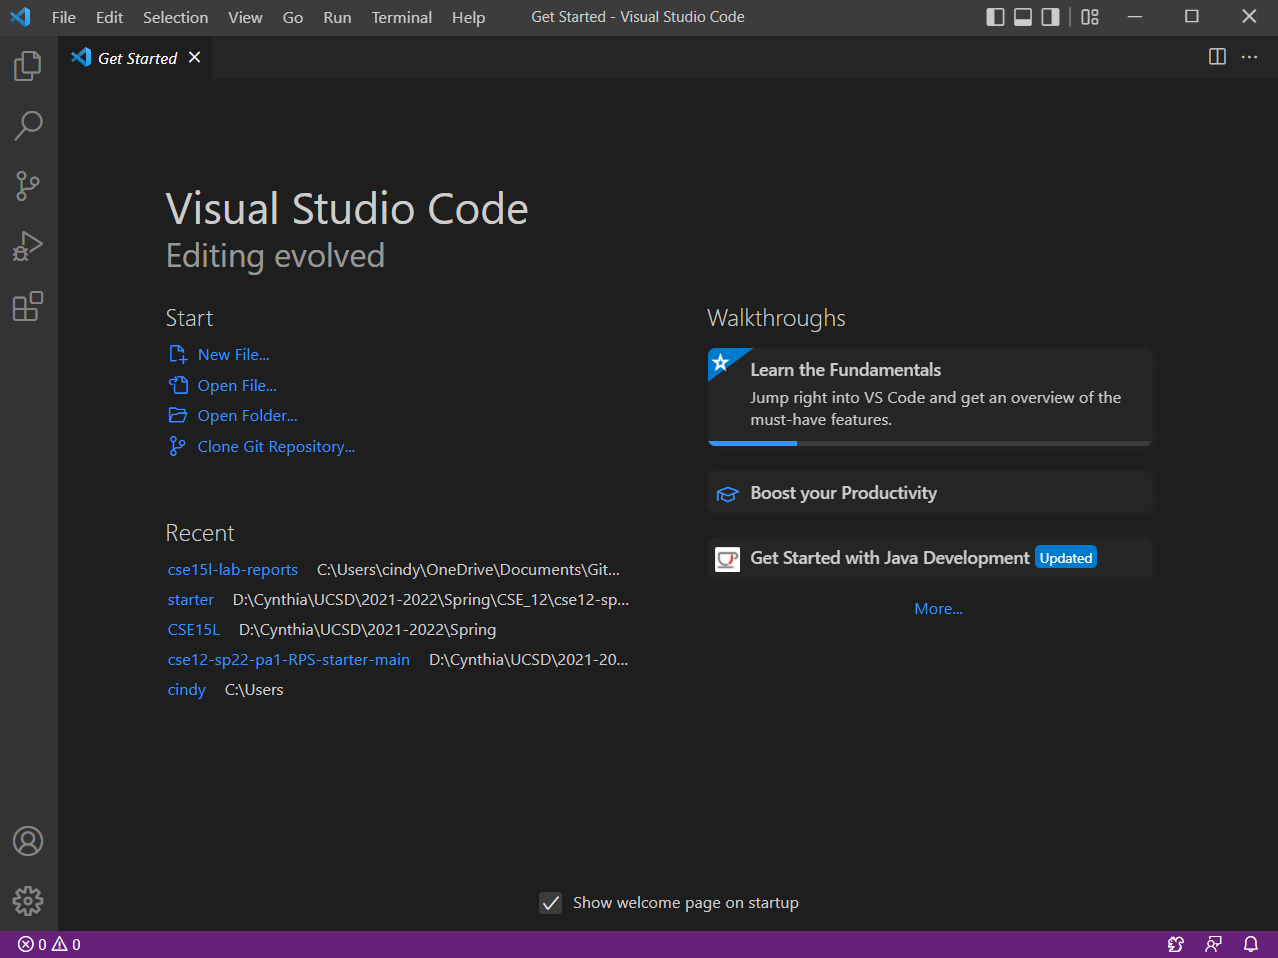 File Edit Selection View Go Run Terminal Help Get Started - Visual Studio Code
Get Started
Visual Studio Code
Editing evolved
Start
New File...
Open File...
Open Folder...
Clone Git Repository...
Recent
cse15l-lab-reports C:\Users\cindy\OneDrive\Documents\Git...
starter D:\Cynthia\UCSD\2021-2022\Spring\CSE_12\cse12-sp...
CSE15L D:\Cynthia\UCSD\2021-2022\Spring
cse12-sp22-pa1-RPS-starter-main D:\Cynthia\UCSD\2021-20...
cindy C:\Users
Walkthroughs
Learn the Fundamentals
Jump right into VS Code and get an overview of the
must-have features.
Boost your Productivity
Get Started with Java Development Updated
More...
Show welcome page on startup
0 0